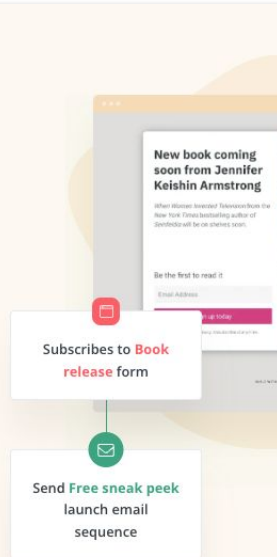 New book coming
soon from Jennifer
Keishin Armstrong
When Women Invented Television from the
New York Times bestselling author of
Seinfeldia will be on shelves soon.
Be the first to read it
Email Address
up today
Subscribes to Book
release form
Send Free sneak peek
launch email
sequence